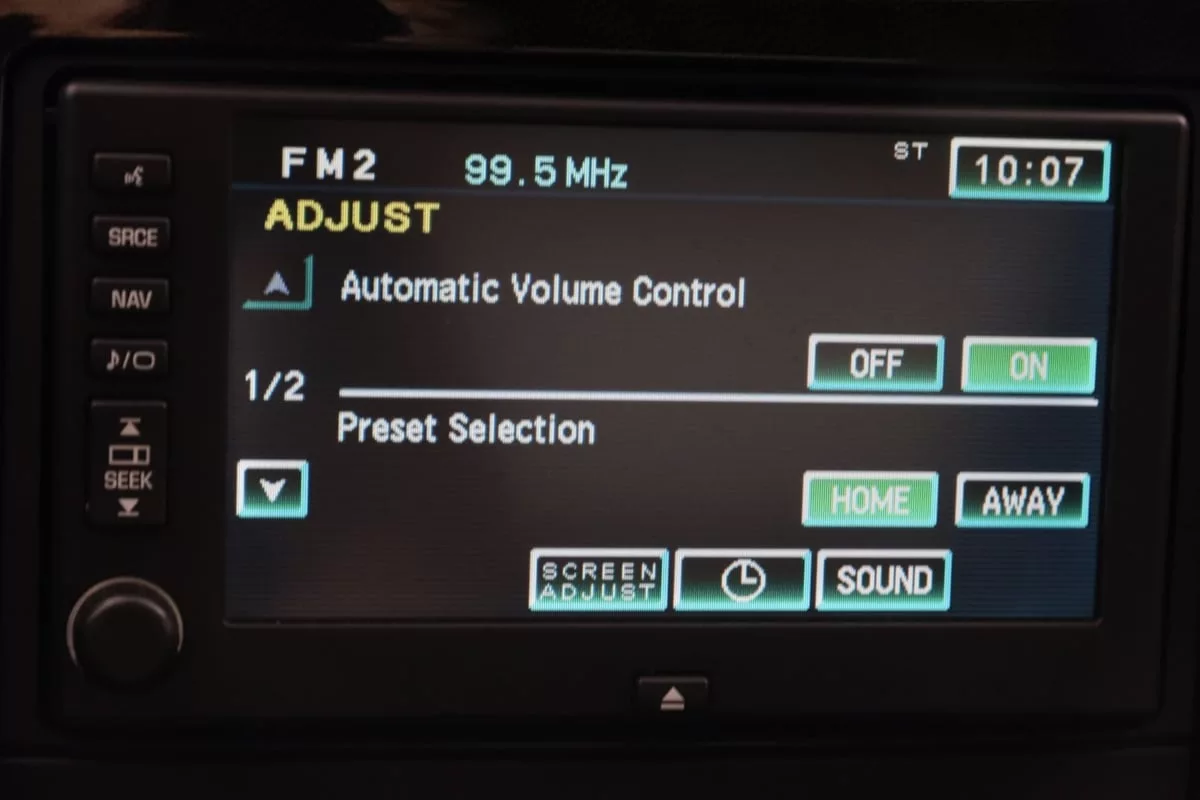 FM2 99.5 MHz ST 10:07
ADJUST
Automatic Volume Control
OFF ON
1/2
Preset Selection
HOME AWAY
SCREEN
ADJUST
SOUND
SRCE
NAV
SEEK